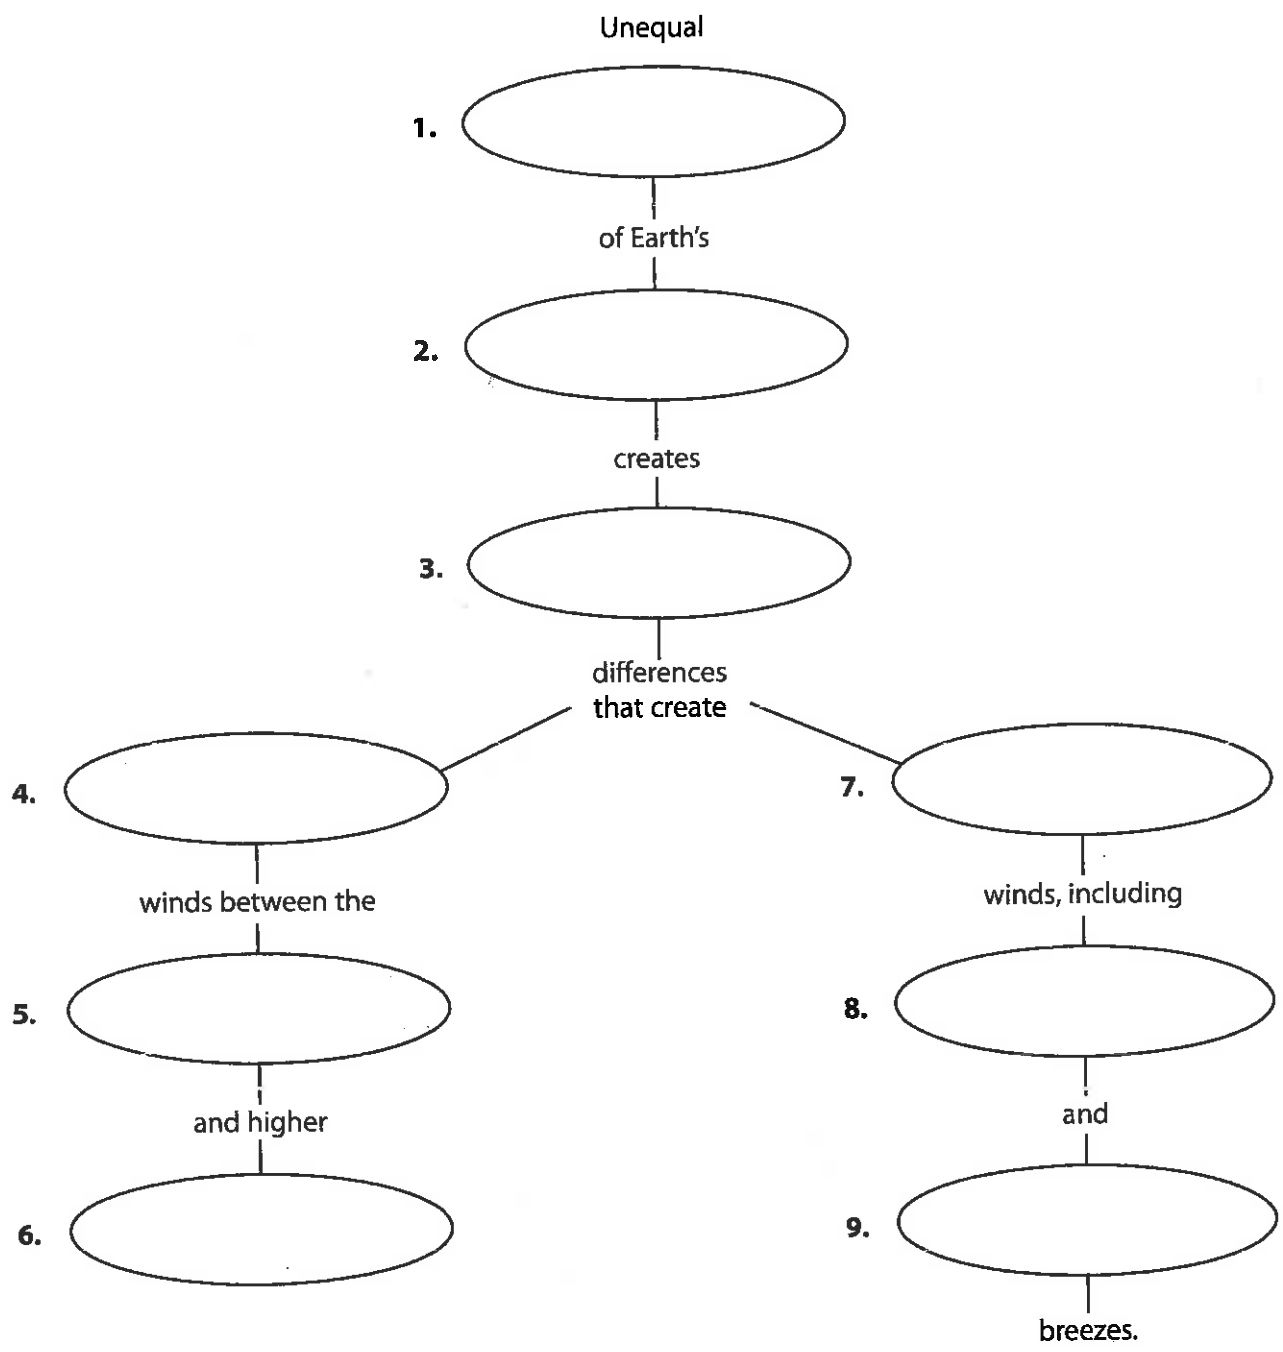 Unequal
1.
of Earth's
2.
creates
3.
differences
that create
4.
winds between the
5.
and higher
6.
7.
winds, including
8.
and
9.
breezes.